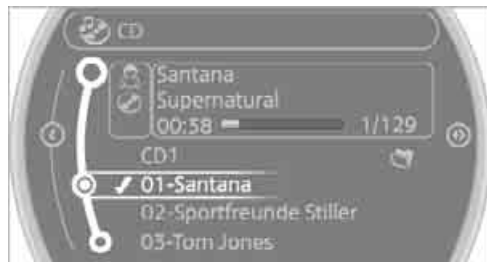 CD
Santana
Supernatural
00:58 1/129
CD1
01-Santana
02-Sportfreunde Stiller
03-Tom Jones